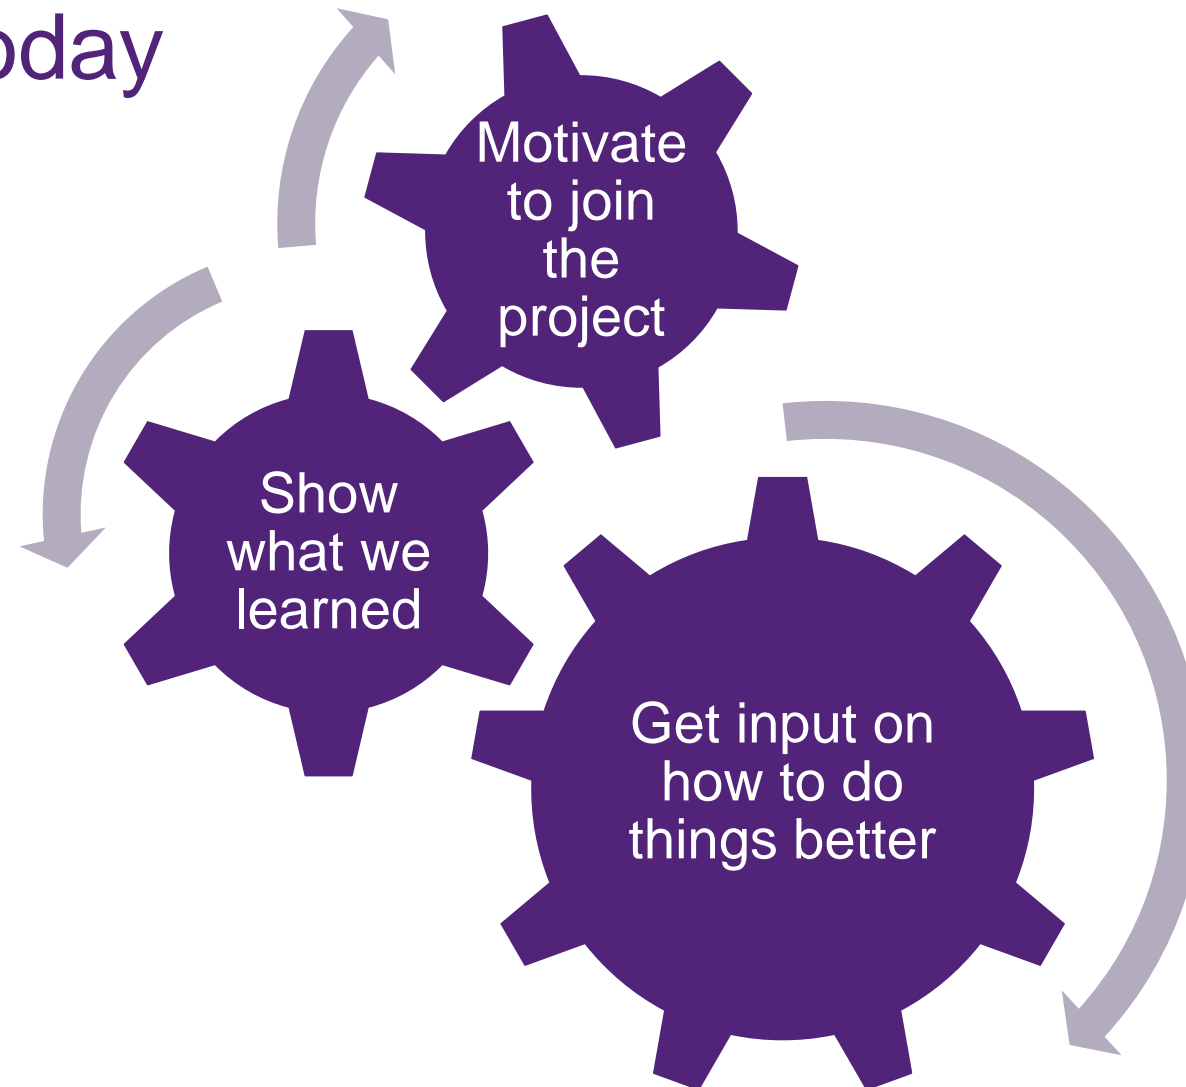 oday
Motivate
to join
the
project
Show
what we
learned
Get input on
how to do
things better